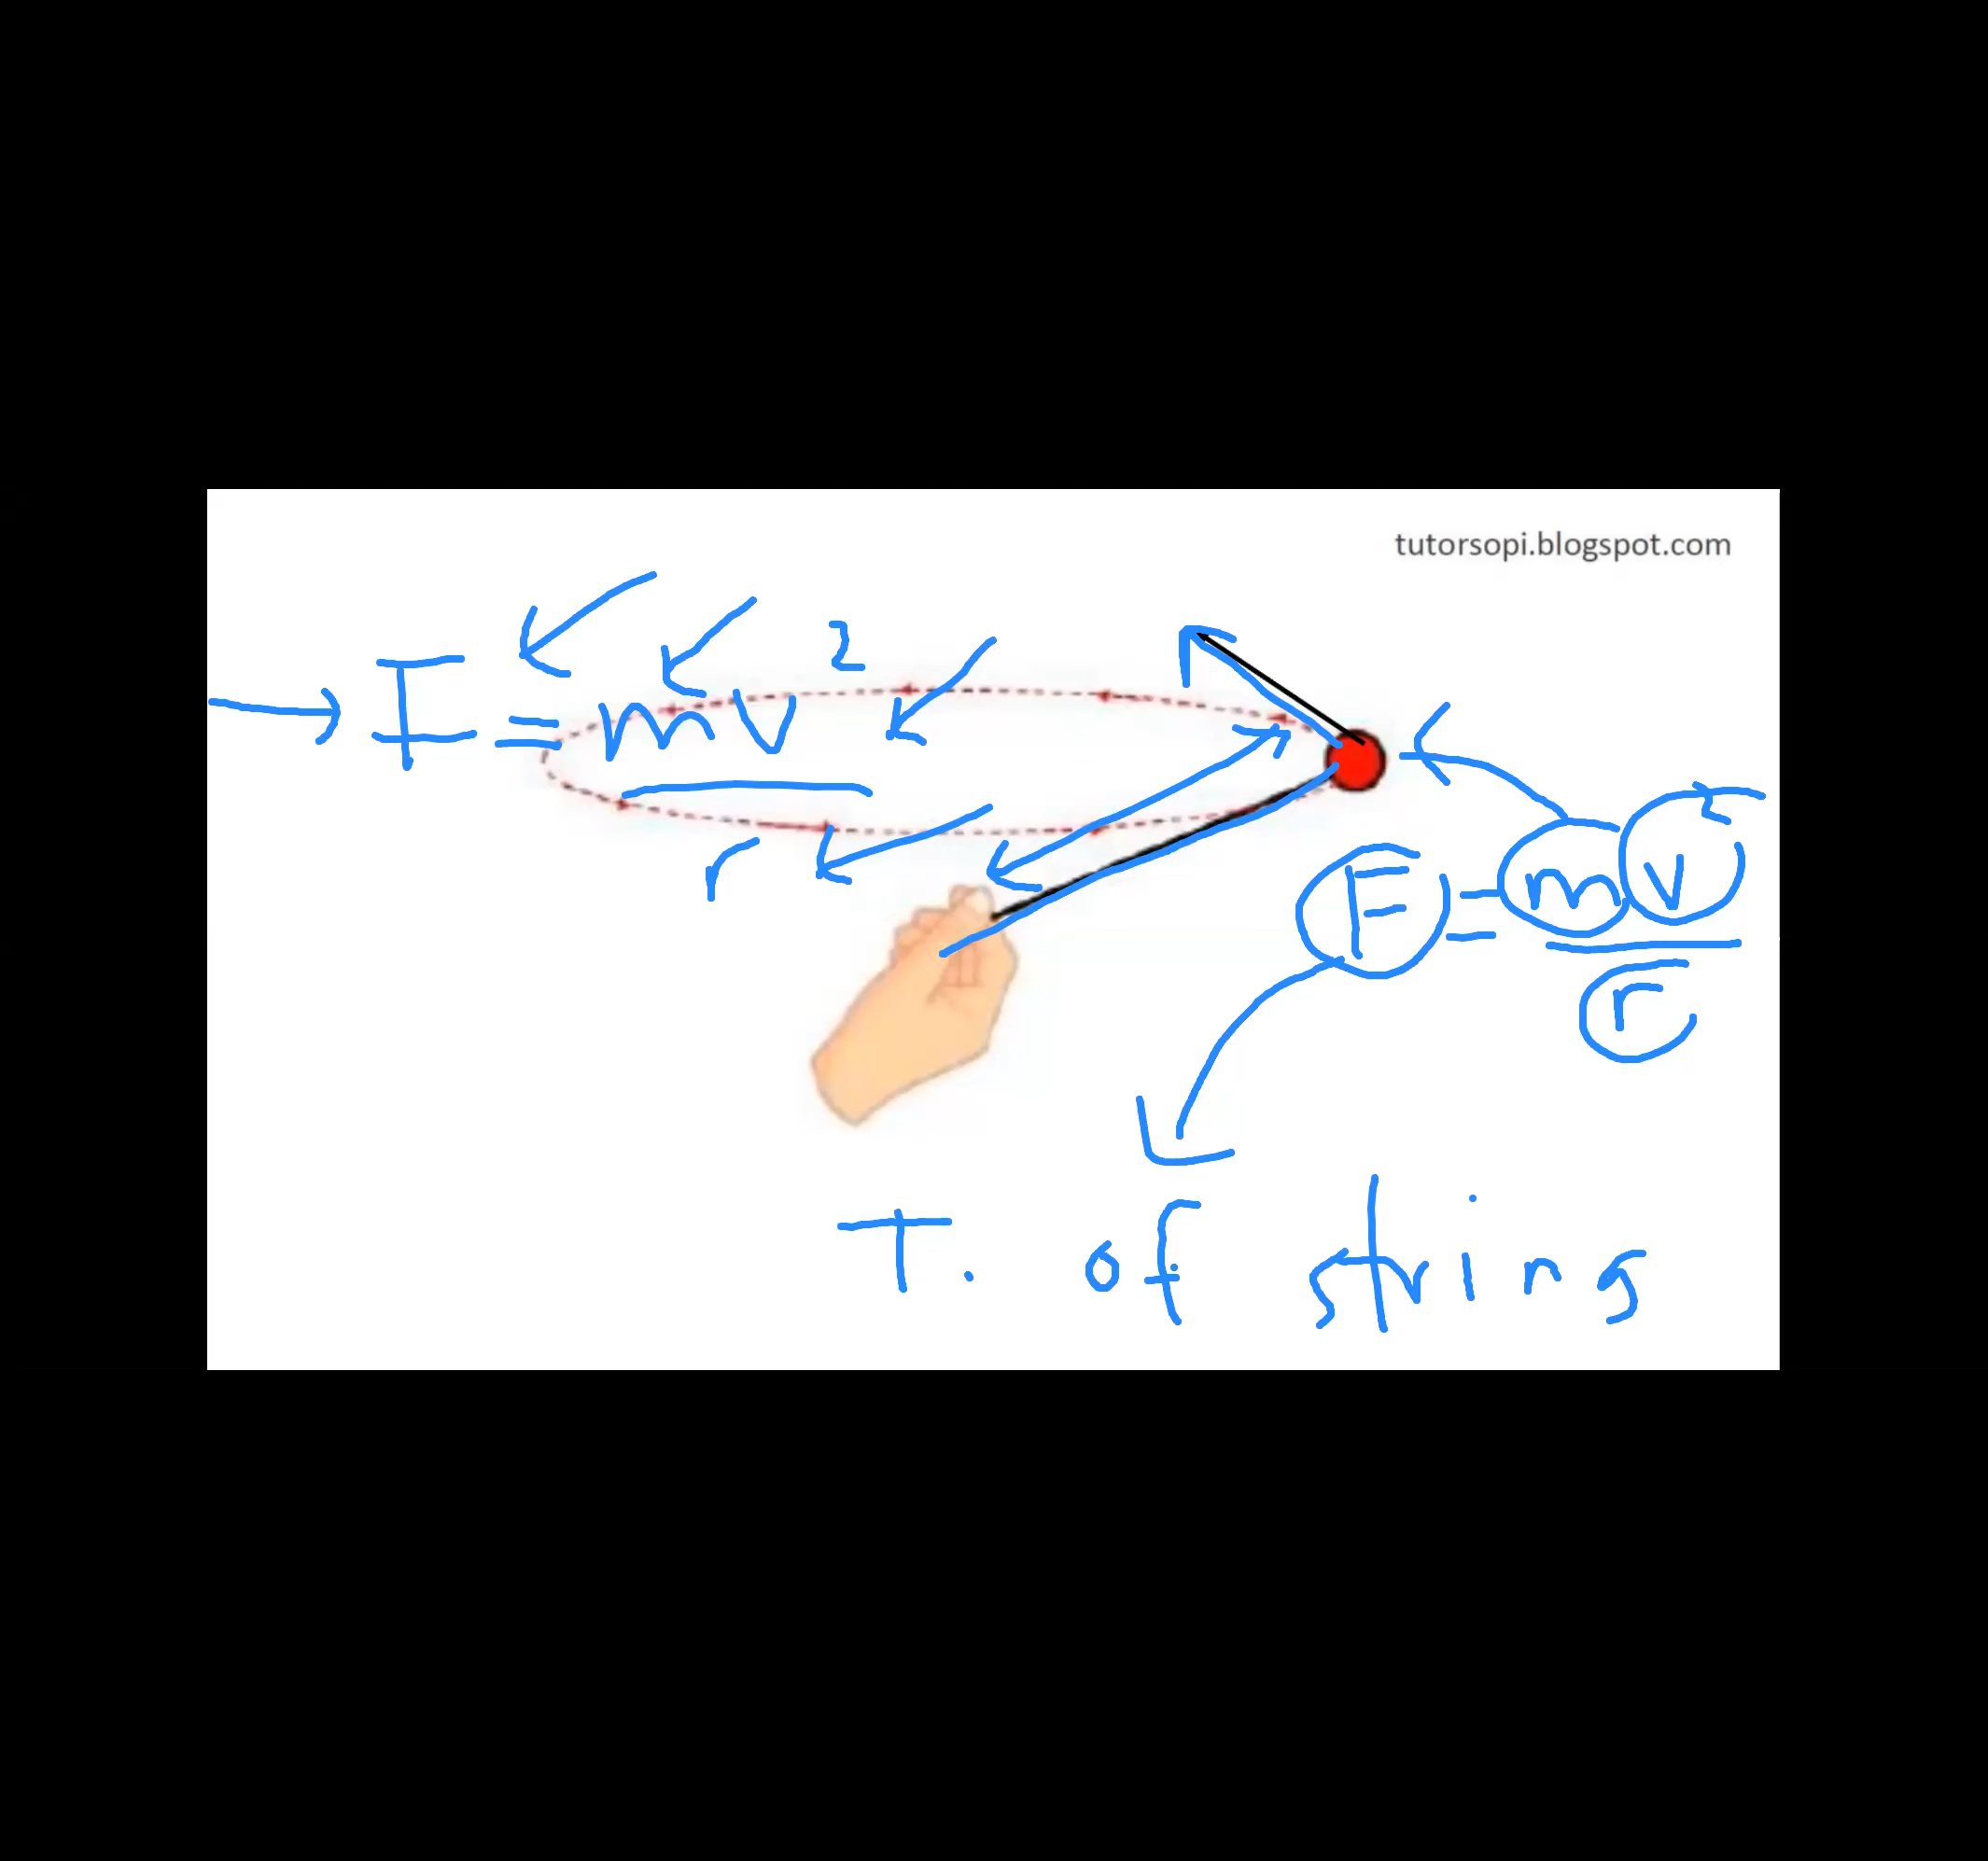 tutorsopi.blogspot.com
I = mv²
r
F = mv²
r
T. of string